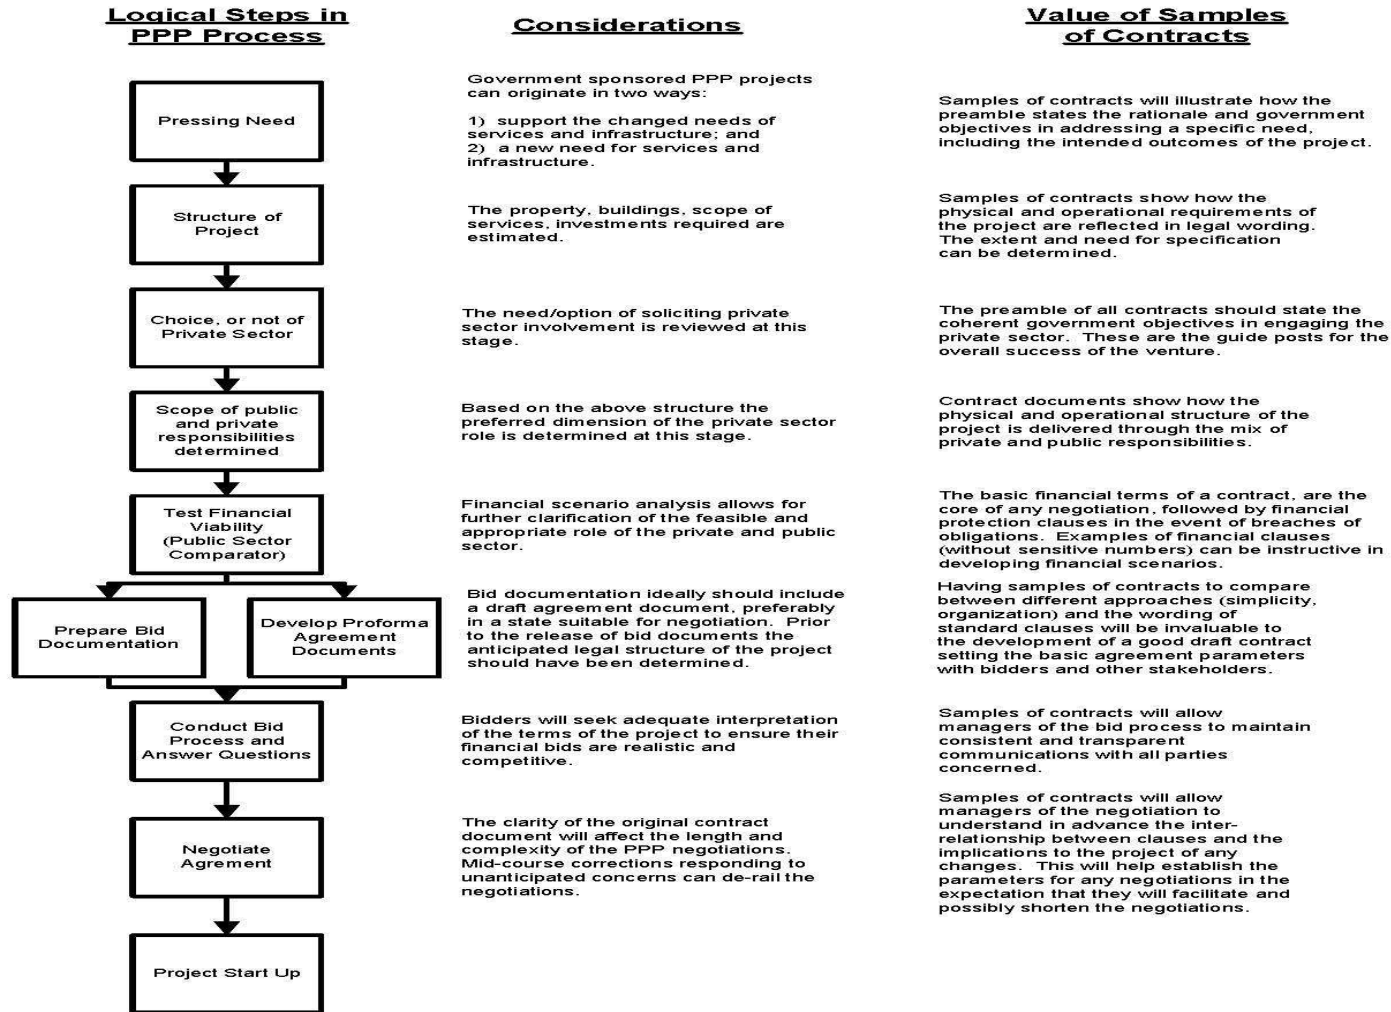 Logical Steps in
PPP Process
Considerations
Value of Samples
of Contracts
Pressing Need
Government sponsored PPP projects
can originate in two ways:
1) support the changed needs of
services and infrastructure; and
2) a new need for services and
infrastructure.
Samples of contracts will illustrate how the
preamble states the rationale and government
objectives in addressing a specific need,
including the intended outcomes of the project.
Structure of
Project
The property, buildings, scope of
services, investments required are
estimated.
Samples of contracts show how the
physical and operational requirements of
the project are reflected in legal wording.
The extent and need for specification
can be determined.
Choice, or not of
Private Sector
The need/option of soliciting private
sector involvement is reviewed at this
stage.
The preamble of all contracts should state the
coherent government objectives in engaging the
private sector. These are the guide posts for the
overall success of the venture.
Scope of public
and private
responsibilities
determined
Based on the above structure the
preferred dimension of the private sector
role is determined at this stage.
Contract documents show how the
physical and operational structure of the
project is delivered through the mix of
private and public responsibilities.
Test Financial
Viability
(Public Sector
Comparator)
Financial scenario analysis allows for
further clarification of the feasible and
appropriate role of the private and public
sector.
The basic financial terms of a contract, are the
core of any negotiation, followed by financial
protection clauses in the event of breaches of
obligations. Examples of financial clauses
(without sensitive numbers) can be instructive in
developing financial scenarios.
Prepare Bid
Documentation
Develop Proforma
Agreement
Documents
Bid documentation ideally should include
a draft agreement document, preferably
in a state suitable for negotiation. Prior
to the release of bid documents the
anticipated legal structure of the project
should have been determined.
Having samples of contracts to compare
between different approaches (simplicity,
organization) and the wording of
standard clauses will be invaluable to
the development of a good draft contract
setting the basic agreement parameters
with bidders and other stakeholders.
Conduct Bid
Process and
Answer Questions
Bidders will seek adequate interpretation
of the terms of the project to ensure their
financial bids are realistic and
competitive.
Samples of contracts will allow
managers of the bid process to maintain
consistent and transparent
communications with all parties
concerned.
Negotiate
Agrement
The clarity of the original contract
document will affect the length and
complexity of the PPP negotiations.
Mid-course corrections responding to
unanticipated concerns can de-rail the
negotiations.
Samples of contracts will allow
managers of the negotiation to
understand in advance the inter-
relationship between clauses and the
implications to the project of any
changes. This will help establish the
parameters for any negotiations in the
expectation that they will facilitate and
possibly shorten the negotiations.
Project Start Up